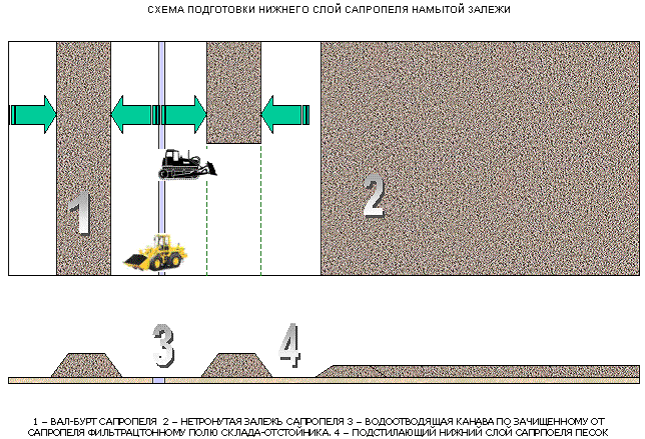 СХЕМА ПОДГОТОВКИ НИЖНЕГО СЛОЙ САПРОПЕЛЯ НАМЫТОЙ ЗАЛЕЖИ
1
2
3
4
1 – ВАЛ-БУРТ САПРОПЕЛЯ 2 – НЕТРОНУТАЯ ЗАЛЕЖЬ САПРОПЕЛЯ 3 – ВОДООТВОДЯЩАЯ КАНАВА ПО ЗАЧИЩЕННОМУ ОТ
САПРОПЕЛЯ ФИЛЬТРАЦТОННОМУ ПОЛЮ СКЛАДА-ОТСТОЙНИКА. 4 – ПОДСТИЛАЮЩИЙ НИЖНИЙ СЛОЙ САПРПОЕЛЯ ПЕСОК